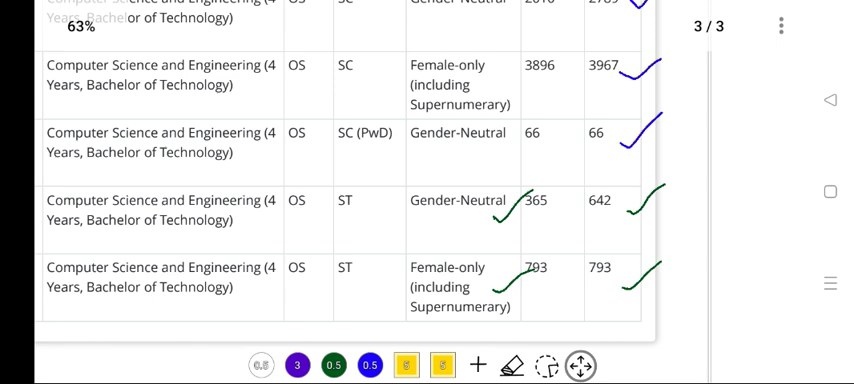 63%
3 / 3
Years, Bachelor of Technology)
Computer Science and Engineering (4
Years, Bachelor of Technology)
OS
SC
Female-only
(including
Supernumerary)
3896
3967
Computer Science and Engineering (4
Years, Bachelor of Technology)
OS
SC (PwD)
Gender-Neutral
66
66
Computer Science and Engineering (4
Years, Bachelor of Technology)
OS
ST
Gender-Neutral
365
642
Computer Science and Engineering (4
Years, Bachelor of Technology)
OS
ST
Female-only
(including
Supernumerary)
793
793
0.5
3
0.5
0.5
5
5